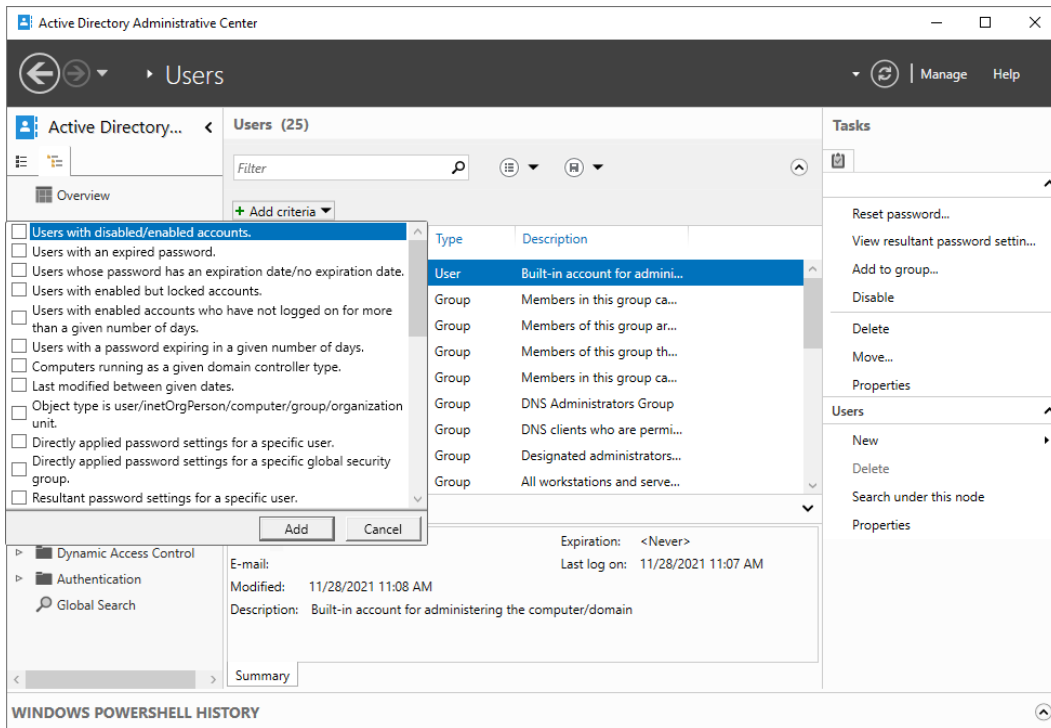 Active Directory Administrative Center
Users
Manage
Help
Active Directory...
Overview
Users (25)
Filter
+ Add criteria
Users with disabled/enabled accounts.
Users with an expired password.
Users whose password has an expiration date/no expiration date.
Users with enabled but locked accounts.
Users with enabled accounts who have not logged on for more
than a given number of days.
Users with a password expiring in a given number of days.
Computers running as a given domain controller type.
Last modified between given dates.
Object type is user/inetOrgPerson/computer/group/organization
unit.
Directly applied password settings for a specific user.
Directly applied password settings for a specific global security
group.
Resultant password settings for a specific user.
Add
Cancel
Type Description
User Built-in account for admini...
Group Members in this group ca...
Group Members of this group ar...
Group Members of this group th...
Group Members in this group ca...
Group DNS Administrators Group
Group DNS clients who are permi...
Group Designated administrators...
Group All workstations and serve...
Dynamic Access Control
Authentication
Global Search
Expiration: <Never>
E-mail:
Last log on: 11/28/2021 11:07 AM
Modified: 11/28/2021 11:08 AM
Description: Built-in account for administering the computer/domain
Summary
Tasks
Reset password...
View resultant password settin...
Add to group...
Disable
Delete
Move...
Properties
Users
New
Delete
Search under this node
Properties
WINDOWS POWERSHELL HISTORY